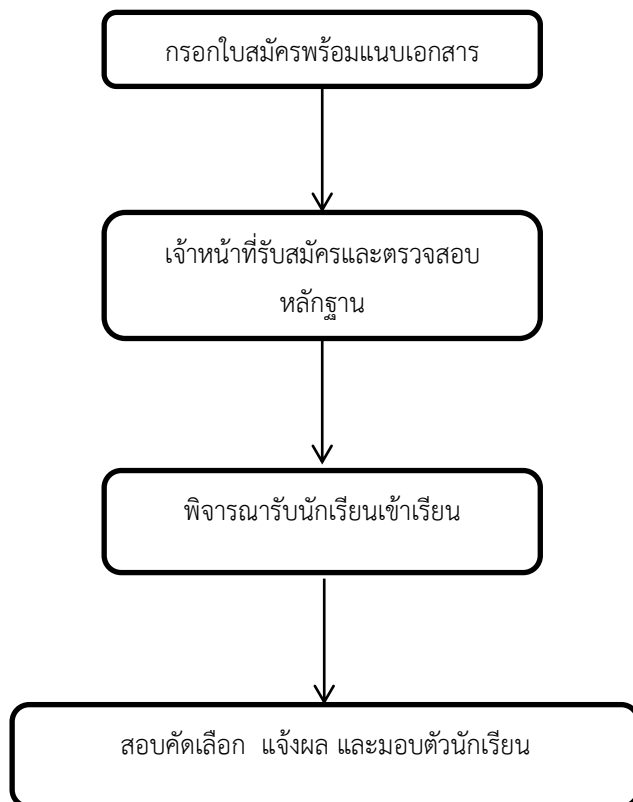 กรอกใบสมัครพร้อมแนบเอกสาร
เจ้าหน้าที่รับสมัครและตรวจสอบ
หลักฐาน
พิจารณารับนักเรียนเข้าเรียน
สอบคัดเลือก  แจ้งผล และมอบตัวนักเรียน